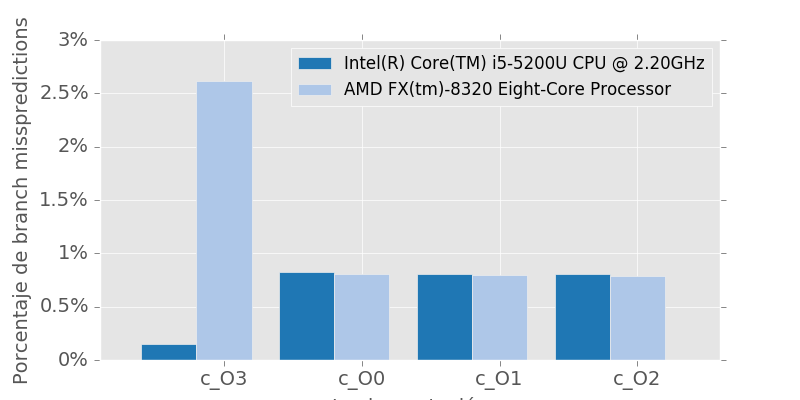 Porcentaje de branch misspredictions
3%
2.5%
2%
1.5%
1%
0.5%
0%
Intel(R) Core(TM) i5-5200U CPU @ 2.20GHz
AMD FX(tm)-8320 Eight-Core Processor
c_O3 c_O0 c_O1 c_O2